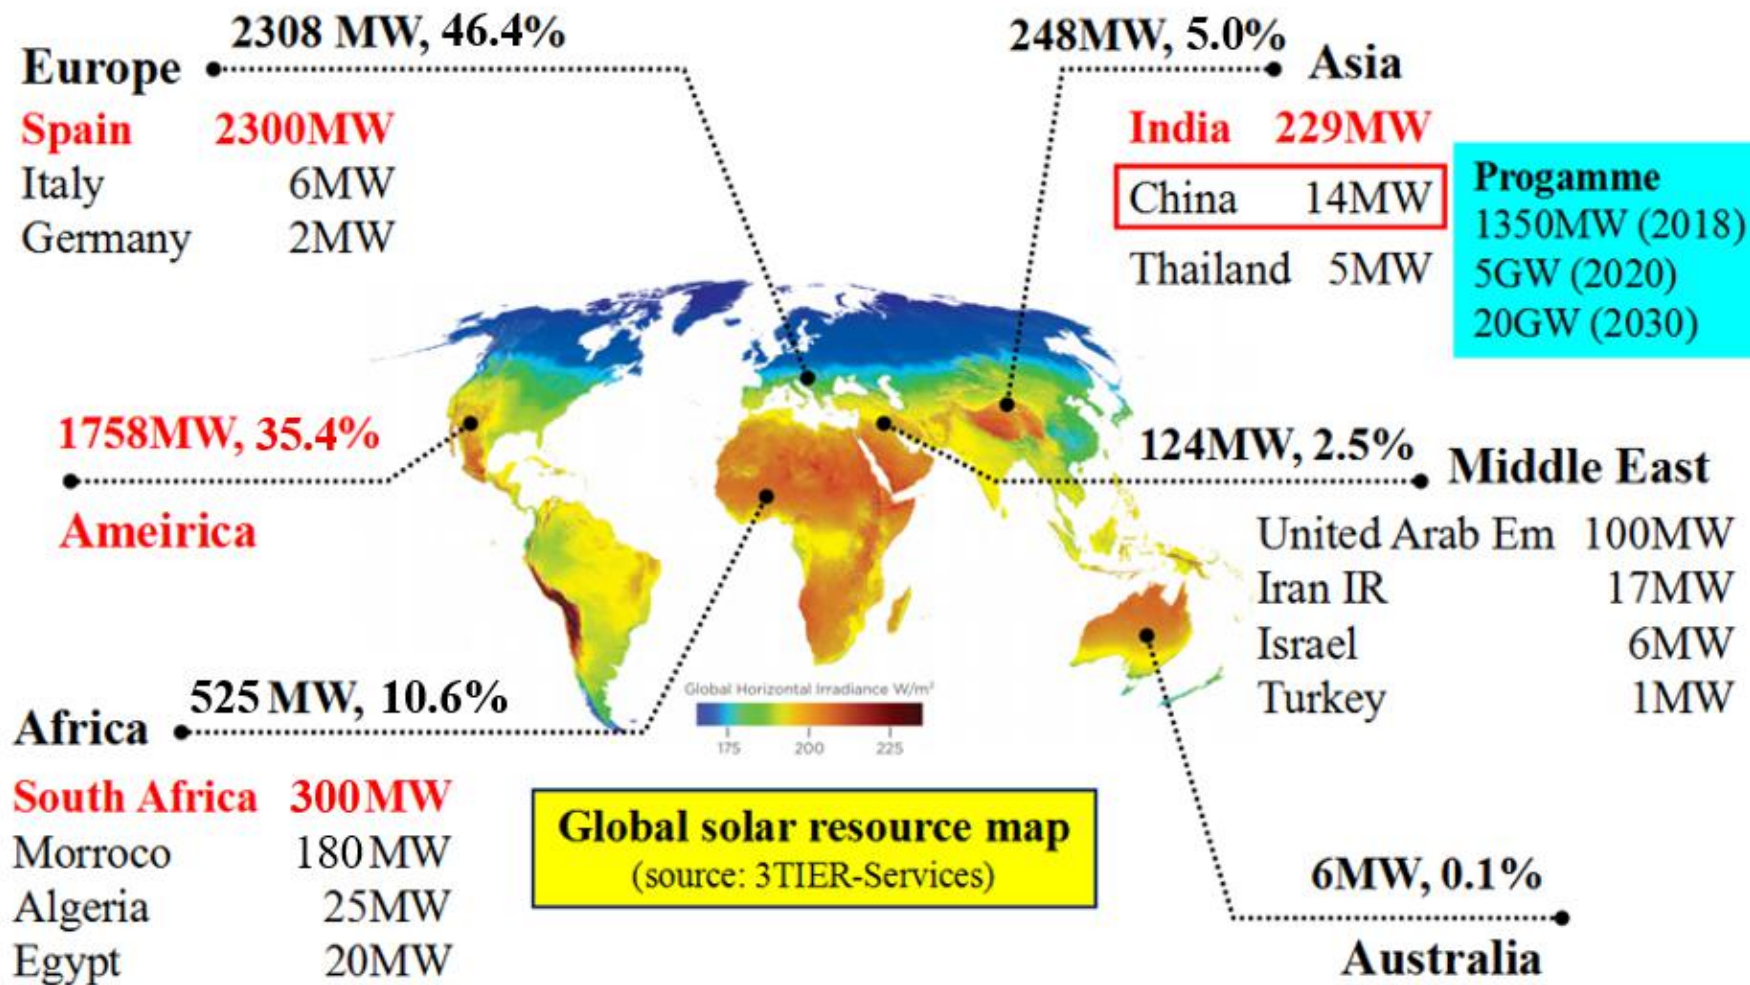 2308 MW, 46.4%
Europe
Spain 2300MW
Italy 6MW
Germany 2MW
248MW, 5.0%
Asia
India 229MW
China 14MW
Thailand 5MW
Progamme
1350MW (2018)
5GW (2020)
20GW (2030)
1758MW, 35.4%
Ameirica
124MW, 2.5%
Middle East
United Arab Em 100MW
Iran IR 17MW
Israel 6MW
Turkey 1MW
525 MW, 10.6%
Africa
South Africa 300MW
Morroco 180 MW
Algeria 25MW
Egypt 20MW
Global Horizontal Irradiance W/m²
175 200 225
Global solar resource map
(source: 3TIER-Services)
6MW, 0.1%
Australia